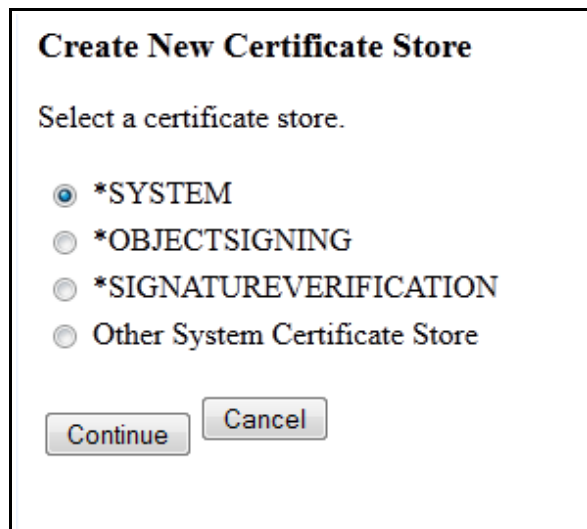 Create New Certificate Store
Select a certificate store.
*SYSTEM
*OBJECTSIGNING
*SIGNATUREVERIFICATION
Other System Certificate Store
Continue Cancel